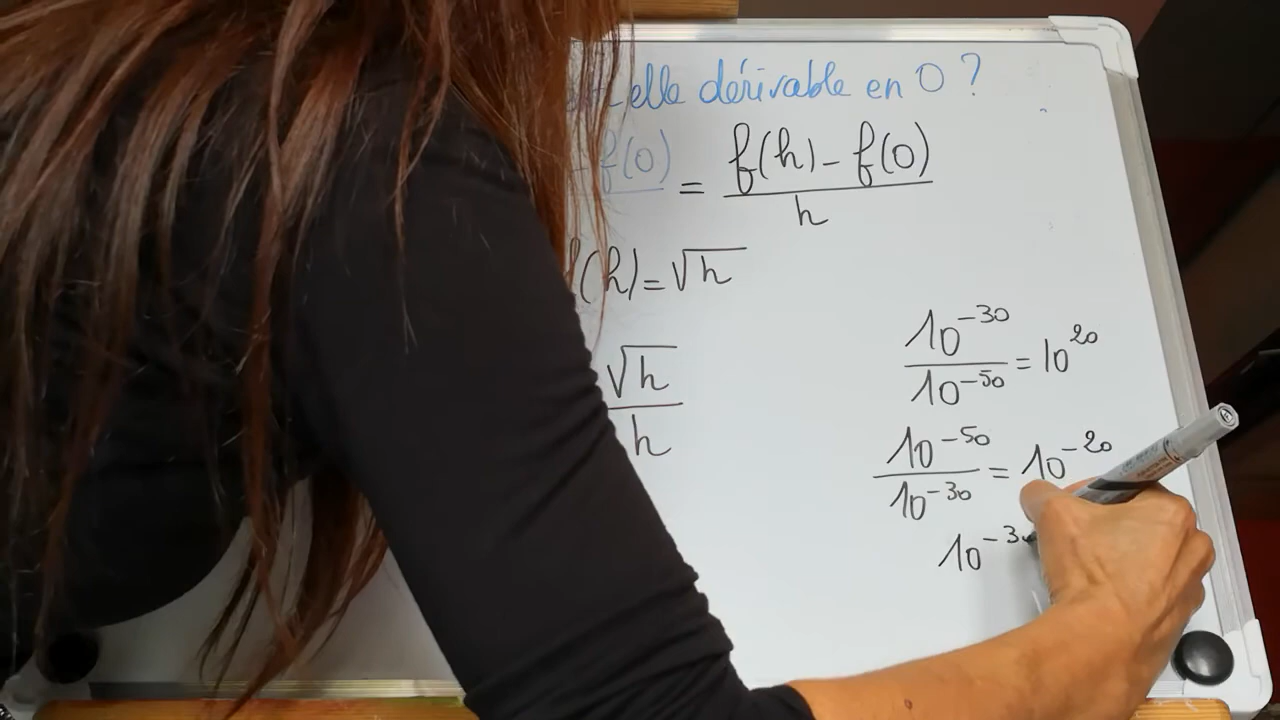 elle dérivable en 0 ?
- f(0) = f(h) - f(0) / h
(h) = √h
√h / h
10^-30 / 10^-50 = 10^20
10^-50 / 10^-30 = 10^-20
10^-3